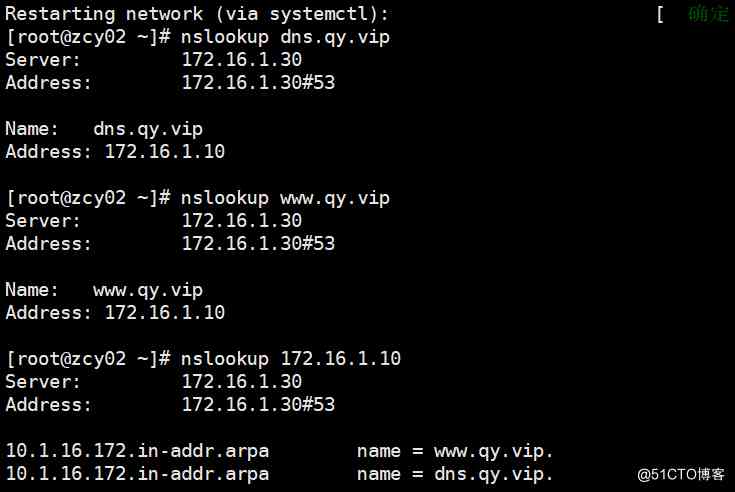 Restarting network (via systemctl): [ 确定
[root@zcy02 ~]# nslookup dns.qy.vip
Server: 172.16.1.30
Address: 172.16.1.30#53
Name: dns.qy.vip
Address: 172.16.1.10
[root@zcy02 ~]# nslookup www.qy.vip
Server: 172.16.1.30
Address: 172.16.1.30#53
Name: www.qy.vip
Address: 172.16.1.10
[root@zcy02 ~]# nslookup 172.16.1.10
Server: 172.16.1.30
Address: 172.16.1.30#53
10.1.16.172.in-addr.arpa name = www.qy.vip.
10.1.16.172.in-addr.arpa name = dns.qy.vip.
@51CTO博客